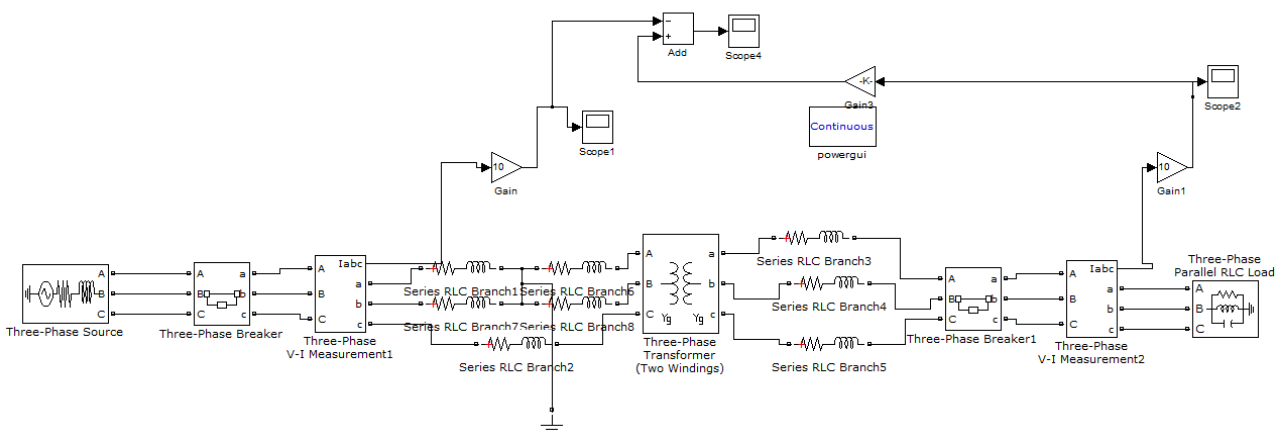 Add
Scope4
-K-
Gain3
Scope2
Continuous
powergui
Scope1
10
Gain
10
Gain1
A
B
C
Three-Phase Source
A
B
C
a
b
c
Three-Phase Breaker
A
B
C
Iabc
a
b
c
Three-Phase
V-I Measurement1
Series RLC Branch1
Series RLC Branch6
Series RLC Branch7
Series RLC Branch8
Series RLC Branch2
A
B
C
a
b
c
Yg
Yg
Three-Phase
Transformer
(Two Windings)
Series RLC Branch3
Series RLC Branch4
Series RLC Branch5
A
B
C
a
b
c
Three-Phase Breaker1
A
B
C
Iabc
a
b
c
Three-Phase
V-I Measurement2
Three-Phase
Parallel RLC Load
A
B
C